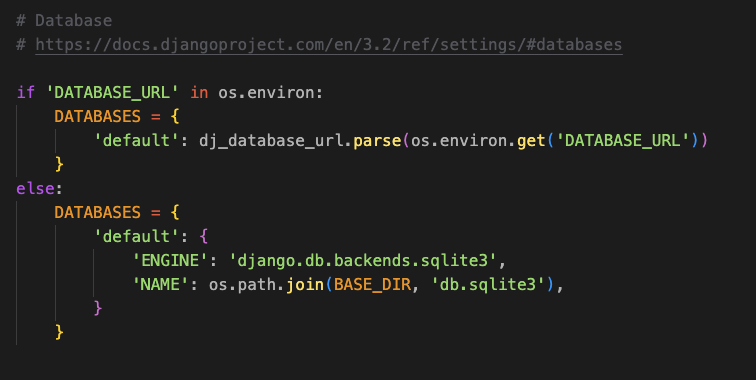 # Database
# https://docs.djangoproject.com/en/3.2/ref/settings/#databases
if 'DATABASE_URL' in os.environ:
    DATABASES = {
        'default': dj_database_url.parse(os.environ.get('DATABASE_URL'))
    }
else:
    DATABASES = {
        'default': {
            'ENGINE': 'django.db.backends.sqlite3',
            'NAME': os.path.join(BASE_DIR, 'db.sqlite3'),
        }
    }